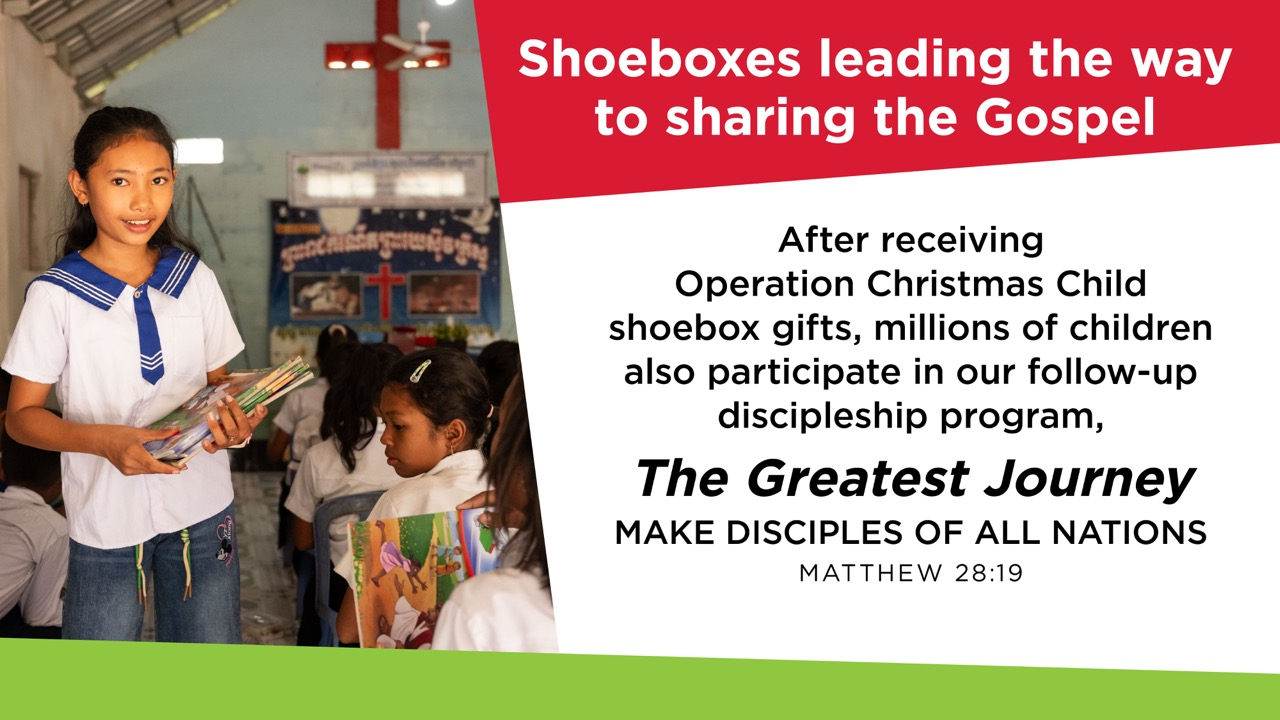 Shoeboxes leading the way
to sharing the Gospel
After receiving
Operation Christmas Child
shoebox gifts, millions of children
also participate in our follow-up
discipleship program,
The Greatest Journey
MAKE DISCIPLES OF ALL NATIONS
MATTHEW 28:19